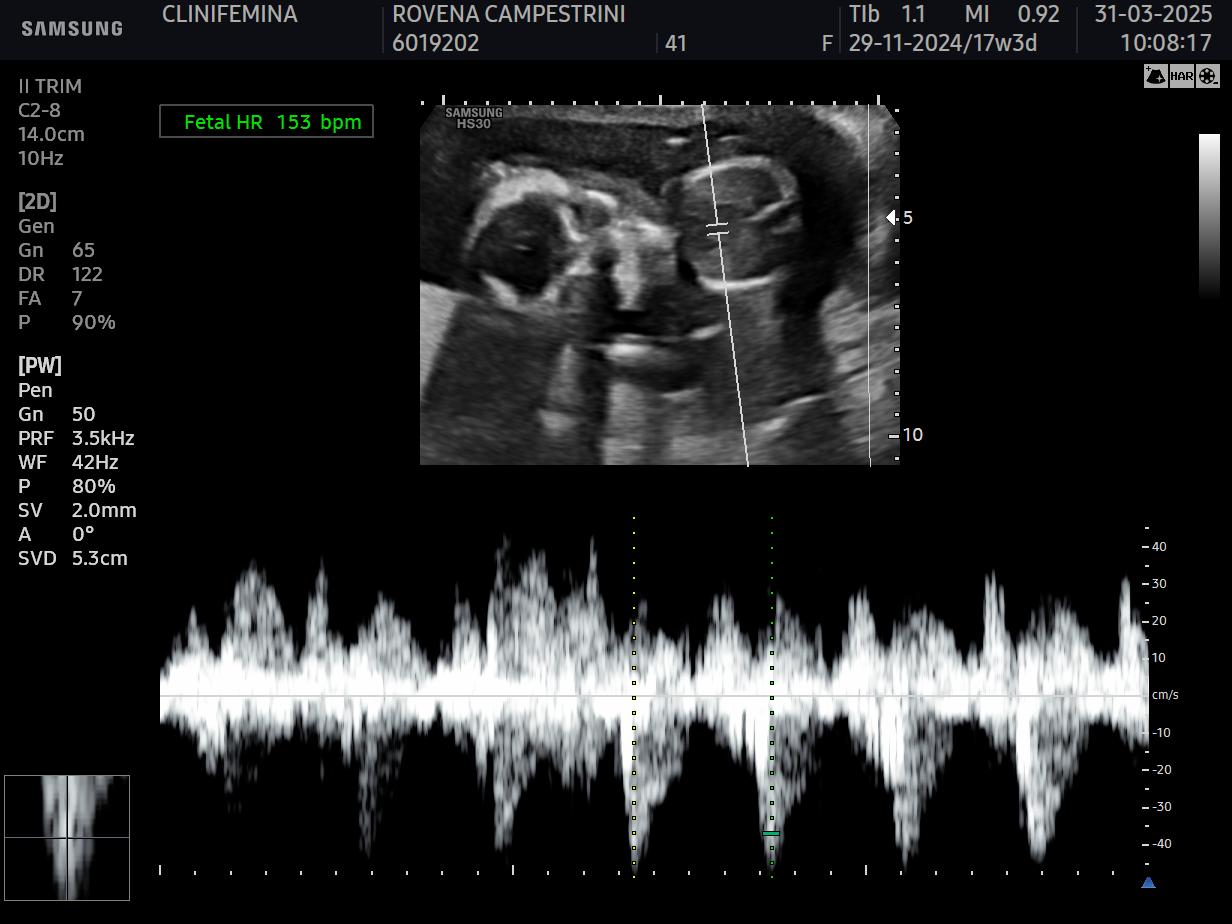 SAMSUNG
CLINIFEMINA
ROVENA CAMPESTRINI
6019202
41
F
TIb 1.1 MI 0.92
29-11-2024/17w3d
31-03-2025
10:08:17
HAR
II TRIM
C2-8
14.0cm
10Hz
[2D]
Gen
Gn 65
DR 122
FA 7
P 90%
[PW]
Pen
Gn 50
PRF 3.5kHz
WF 42Hz
P 80%
SV 2.0mm
A 0°
SVD 5.3cm
Fetal HR 153 bpm
SAMSUNG
HS30
5
10
40
30
20
10
cm/s
-10
-20
-30
-40